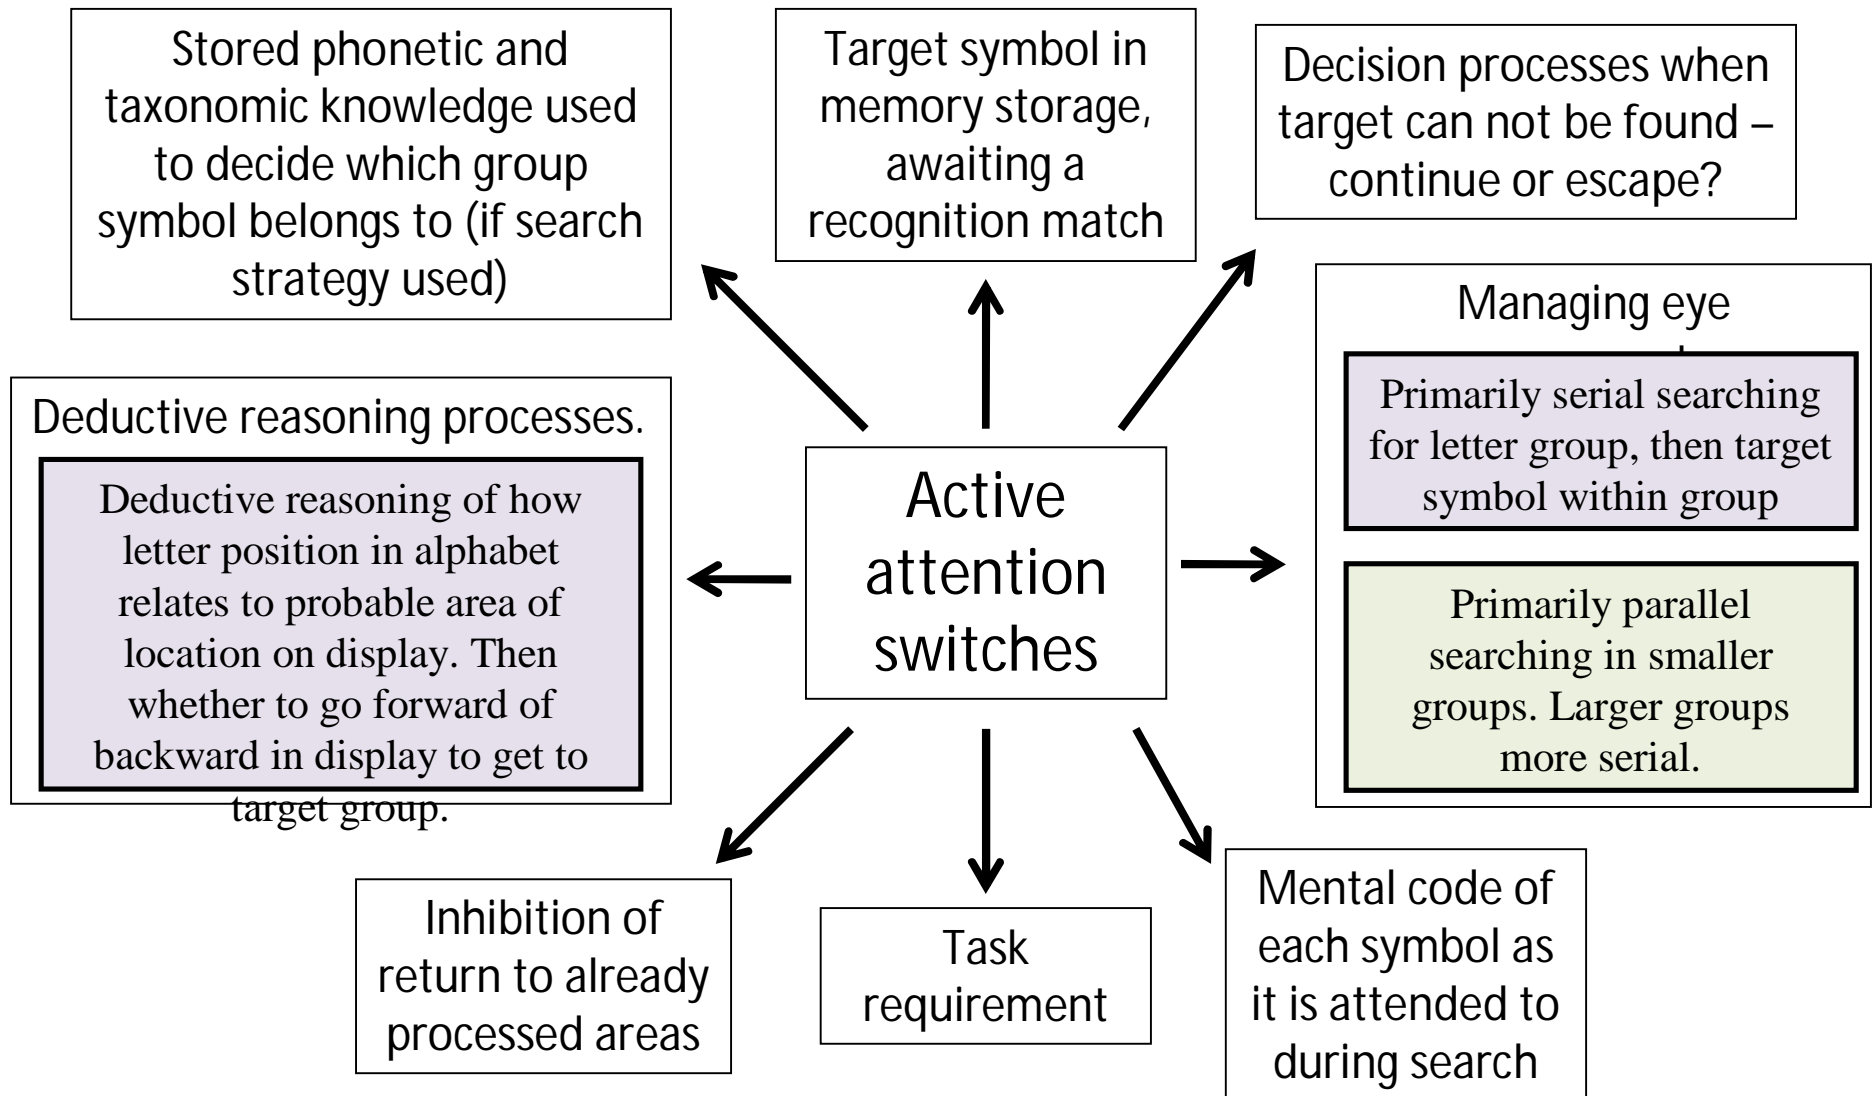 Stored phonetic and
taxonomic knowledge used
to decide which group
symbol belongs to (if search
strategy used)
Target symbol in
memory storage,
awaiting a
recognition match
Decision processes when
target can not be found –
continue or escape?
Managing eye
Primarily serial searching
for letter group, then target
symbol within group
Primarily parallel
searching in smaller
groups. Larger groups
more serial.
Deductive reasoning processes.
Deductive reasoning of how
letter position in alphabet
relates to probable area of
location on display. Then
whether to go forward of
backward in display to get to
target group.
Active
attention
switches
Inhibition of
return to already
processed areas
Task
requirement
Mental code of
each symbol as
it is attended to
during search